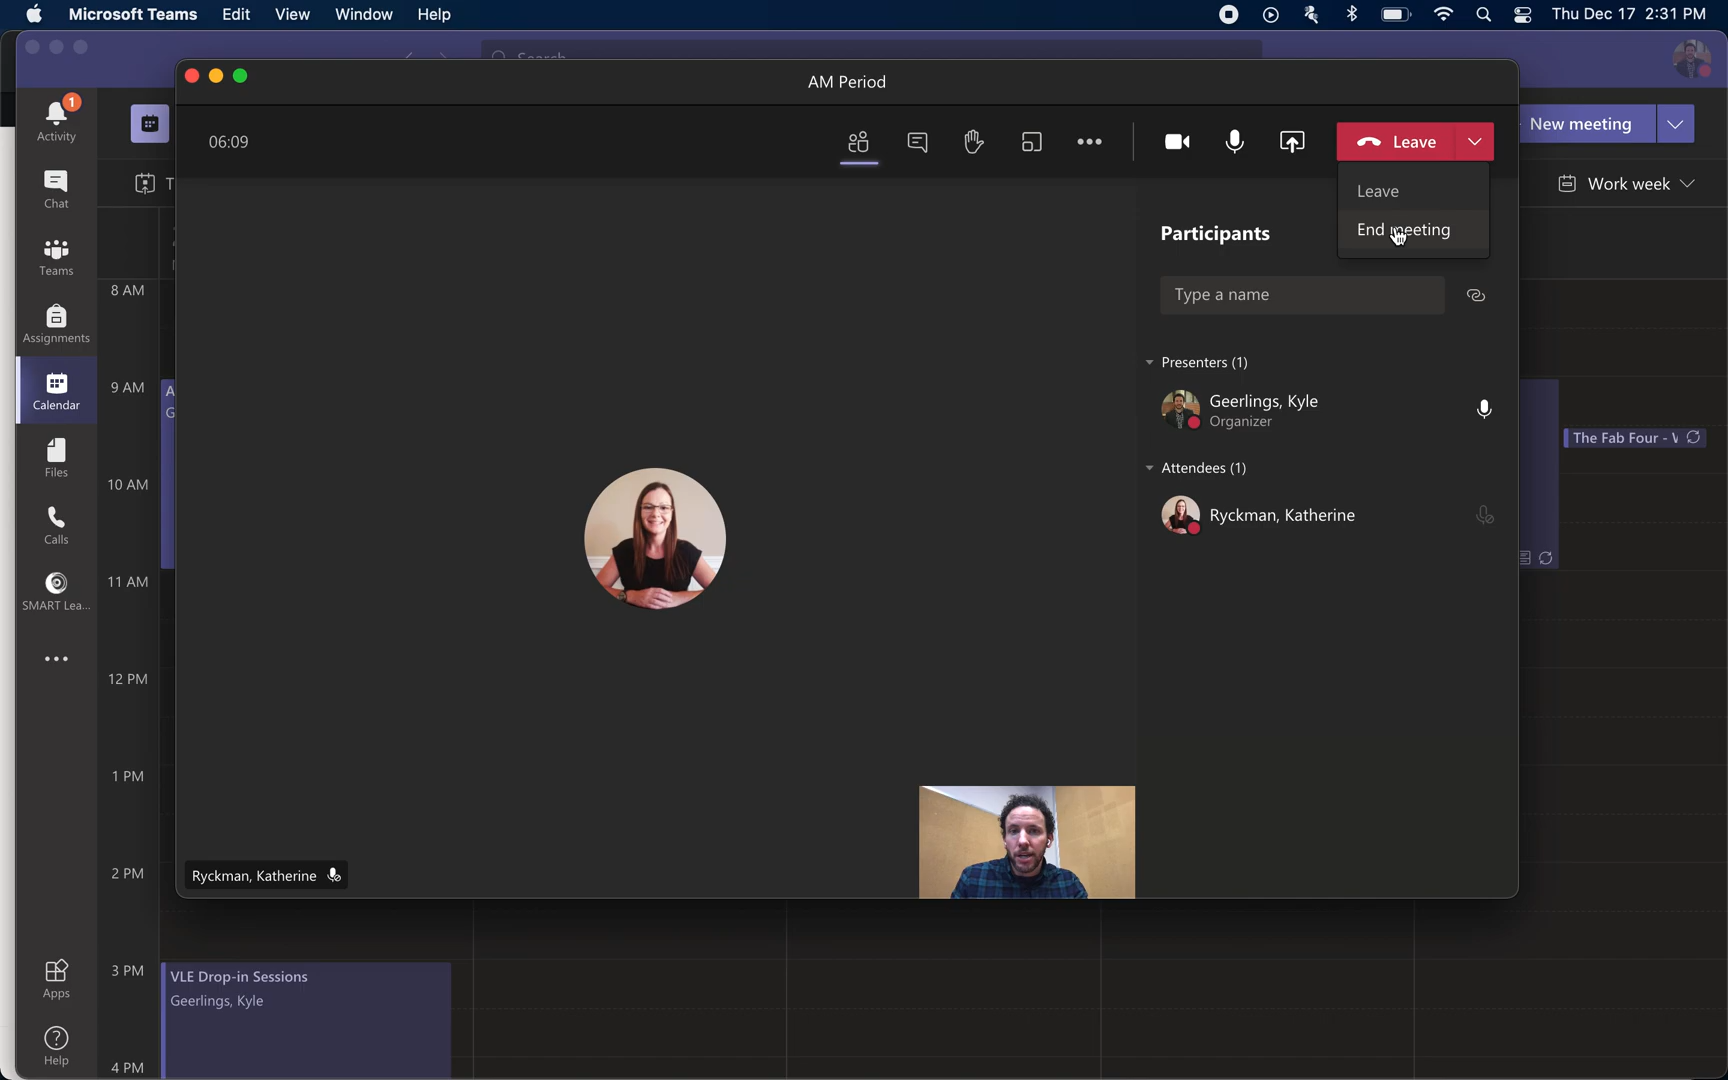 Microsoft Teams Edit View Window Help
Thu Dec 17 2:31 PM
Search
AM Period
1
Activity
Chat
Teams
Assignments
Calendar
Files
Calls
SMART Lea...
Apps
Help
06:09
Leave
Leave
End meeting
New meeting
Work week
T
Participants
Type a name
Presenters (1)
Geerlings, Kyle
Organizer
Attendees (1)
Ryckman, Katherine
Ryckman, Katherine
8 AM
9 AM
A
G
The Fab Four - V
10 AM
11 AM
12 PM
1 PM
2 PM
3 PM
VLE Drop-in Sessions
Geerlings, Kyle
4 PM